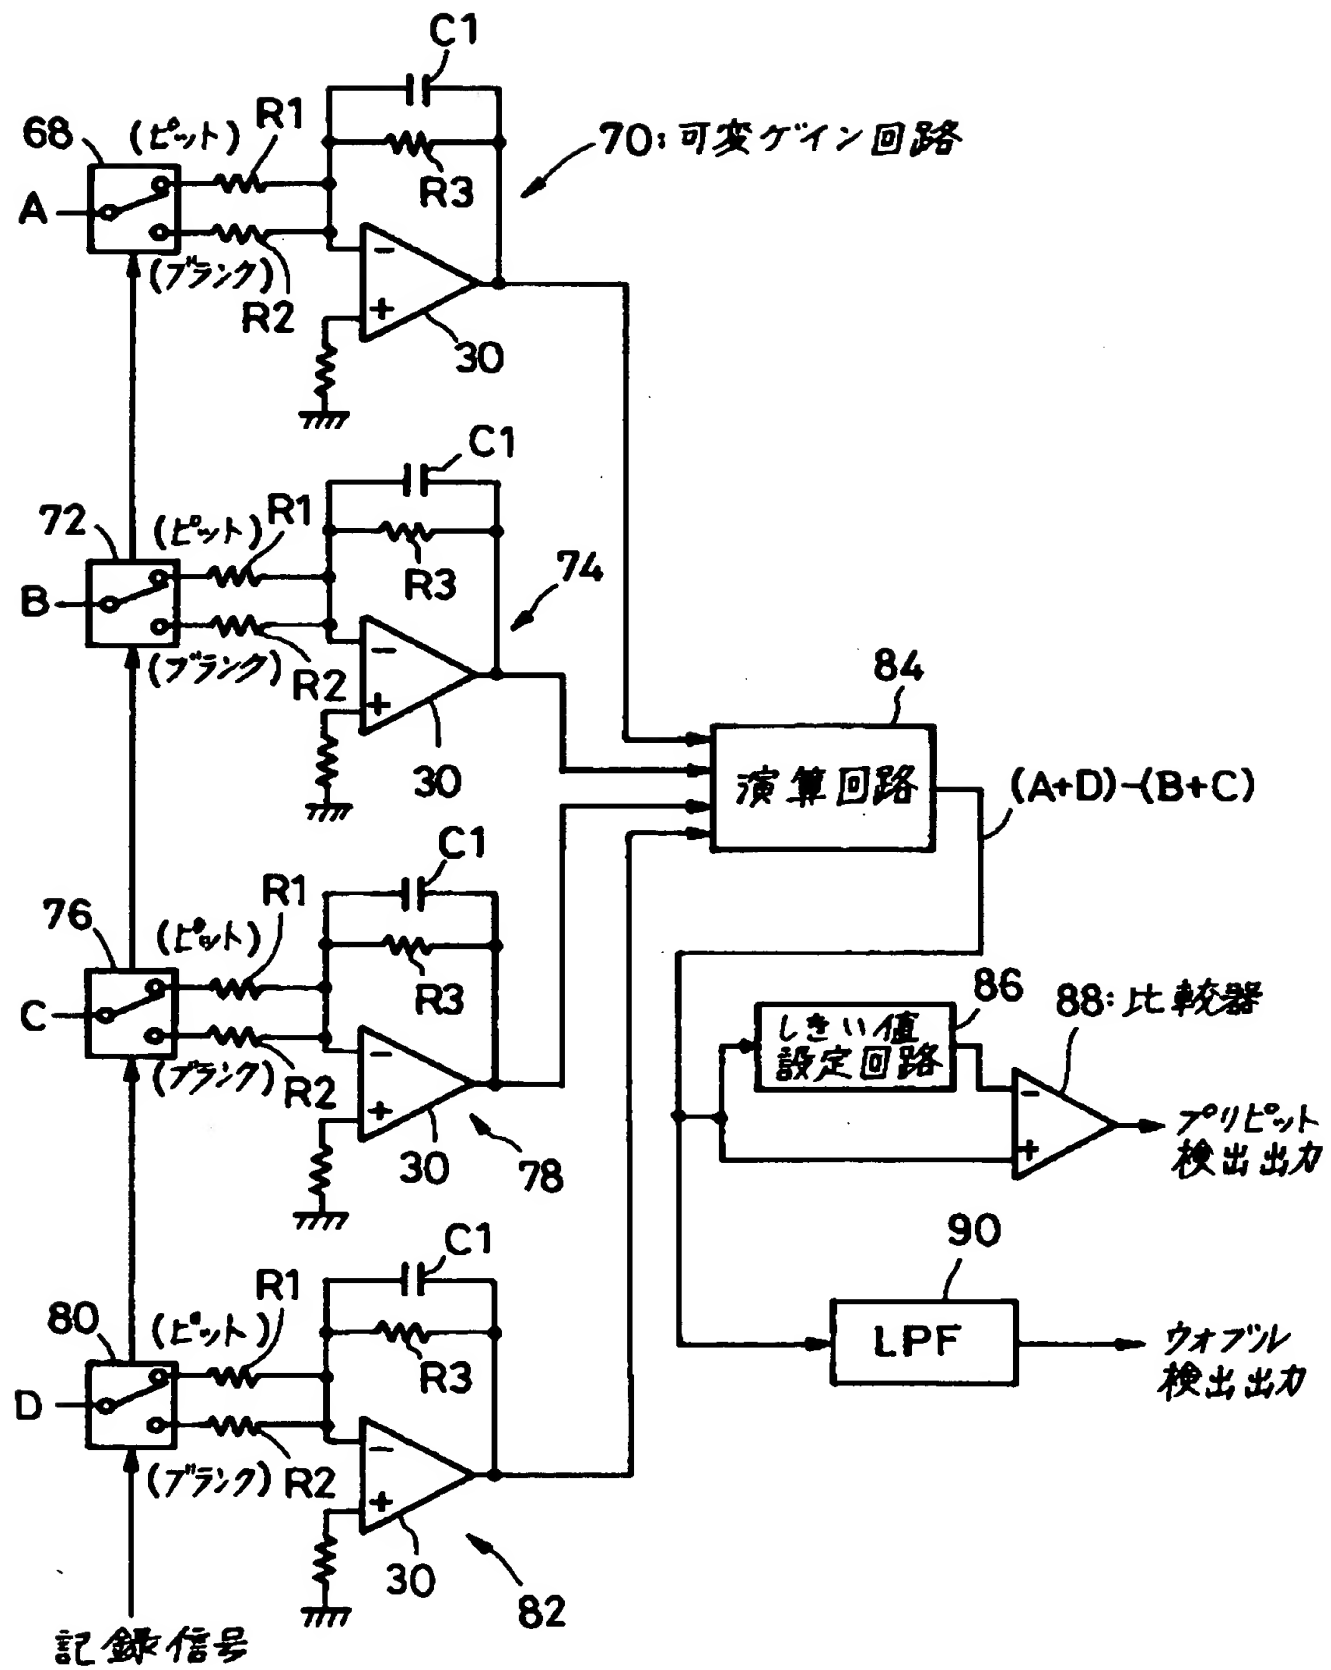 C1
68
(ピット)
R1
70:可変ゲイン回路
R3
A
(ブランク)
R2
30
C1
72
(ピット)
R1
R3
74
B
(ブランク)
R2
30
84
演算回路
(A+D)-(B+C)
C1
76
(ピット)
R1
R3
C
(ブランク)
R2
30
78
86
しきい値
設定回路
88:比較器
プリピット
検出出力
C1
80
(ピット)
R1
R3
D
(ブランク)
R2
30
82
90
LPF
ウォブル
検出出力
記録信号